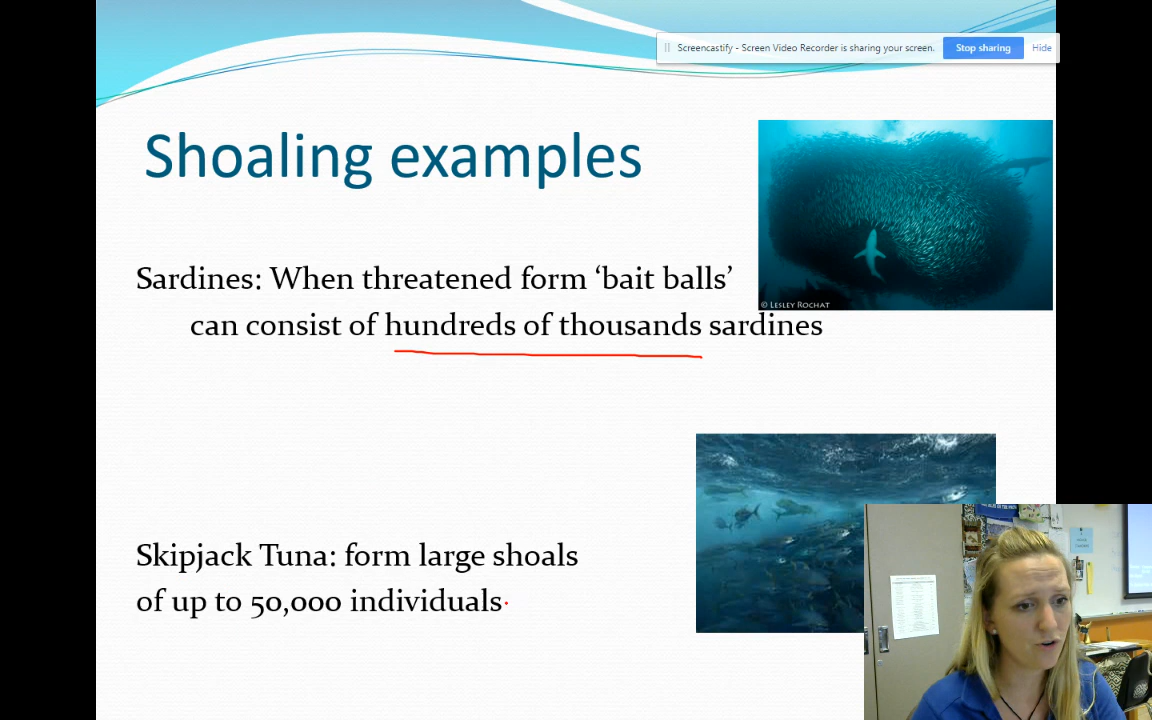 Screencastify - Screen Video Recorder is sharing your screen. Stop sharing Hide
Shoaling examples
© LESLEY ROCHAT
Sardines: When threatened form ‘bait balls’
can consist of hundreds of thousands sardines
Skipjack Tuna: form large shoals
of up to 50,000 individuals